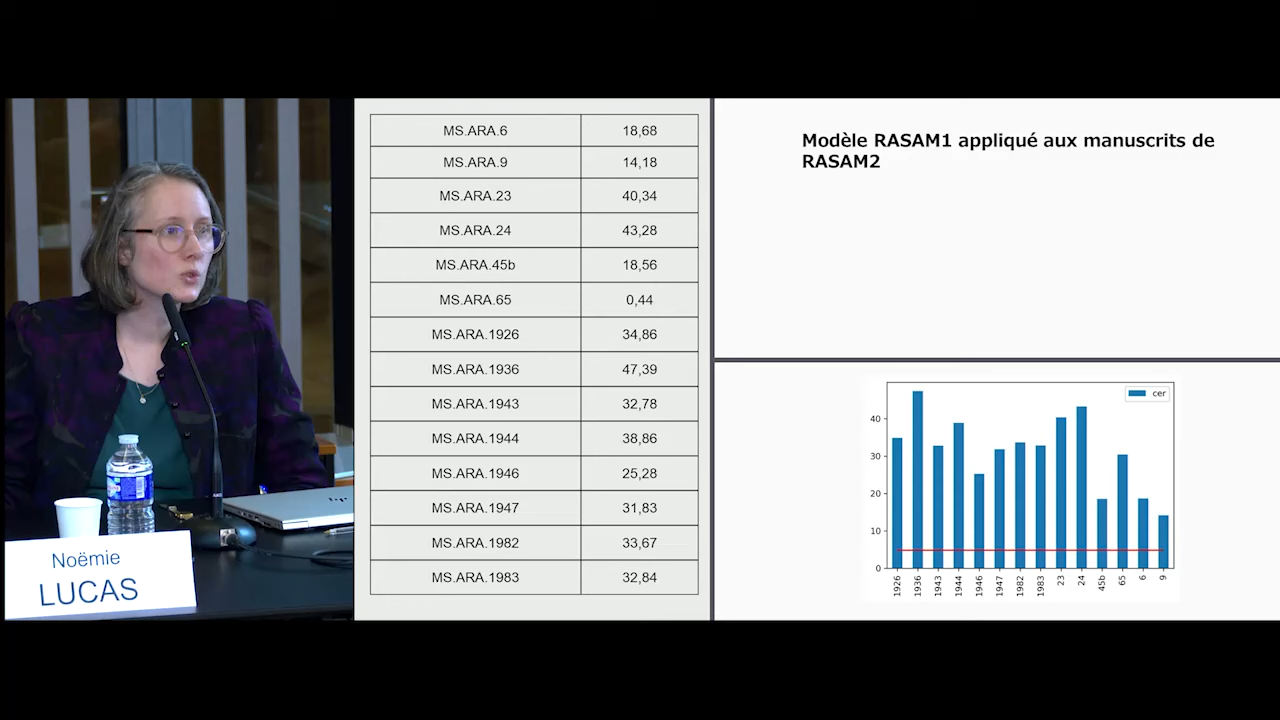 Noëmie
LUCAS
hp
MS.ARA.6 18,68
MS.ARA.9 14,18
MS.ARA.23 40,34
MS.ARA.24 43,28
MS.ARA.45b 18,56
MS.ARA.65 0,44
MS.ARA.1926 34,86
MS.ARA.1936 47,39
MS.ARA.1943 32,78
MS.ARA.1944 38,86
MS.ARA.1946 25,28
MS.ARA.1947 31,83
MS.ARA.1982 33,67
MS.ARA.1983 32,84
Modèle RASAM1 appliqué aux manuscrits de
RASAM2
cer
40
30
20
10
0
1926 1936 1943 1944 1946 1947 1982 1983 23 24 45b 65 6 9